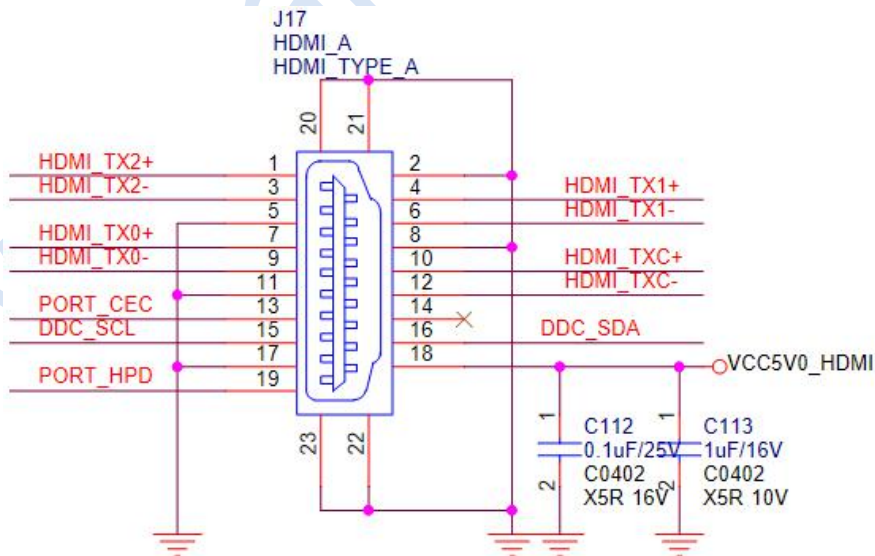 J17
HDMI_A
HDMI_TYPE_A
20 21
HDMI_TX2+ 1 2
HDMI_TX2- 3 4 HDMI_TX1+
5 6 HDMI_TX1-
HDMI_TX0+ 7 8
HDMI_TX0- 9 10 HDMI_TXC+
11 12 HDMI_TXC-
PORT_CEC 13 14
DDC_SCL 15 16 DDC_SDA
17 18 VCC5V0_HDMI
PORT_HPD 19
23 22
1 1
C112 C113
0.1uF/25V 1uF/16V
C0402 C0402
2 2
X5R 16V X5R 10V